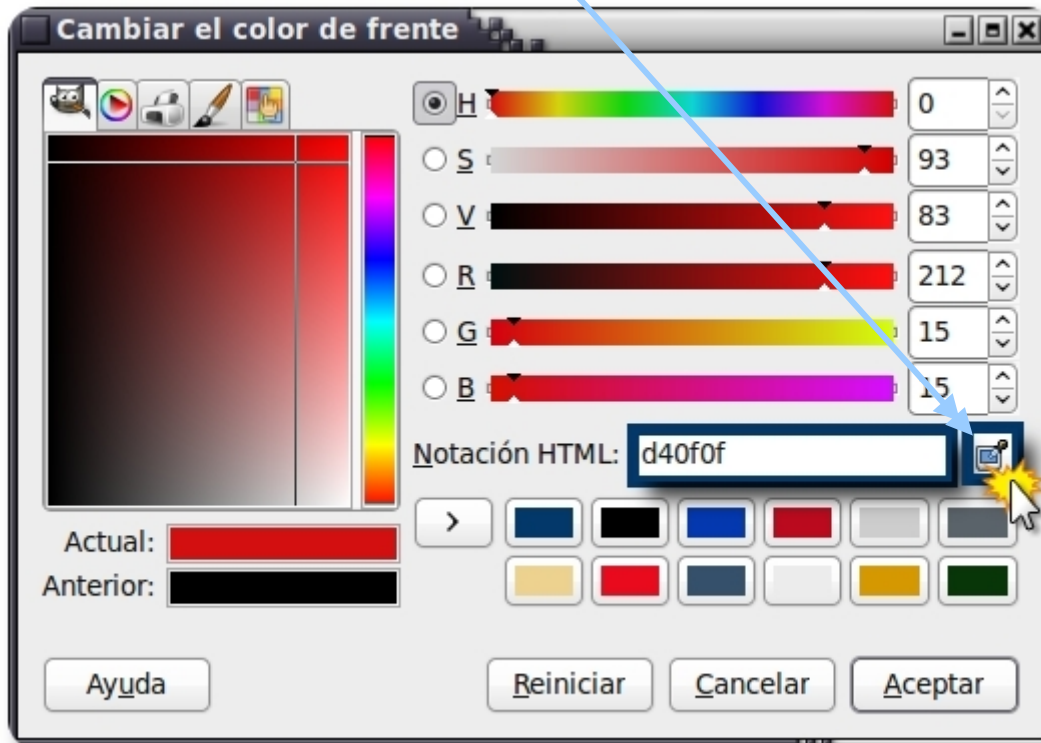 Cambiar el color de frente
H 0
S 93
V 83
R 212
G 15
B 15
Notación HTML: d40f0f
>
Actual:
Anterior:
Ayuda Reiniciar Cancelar Aceptar